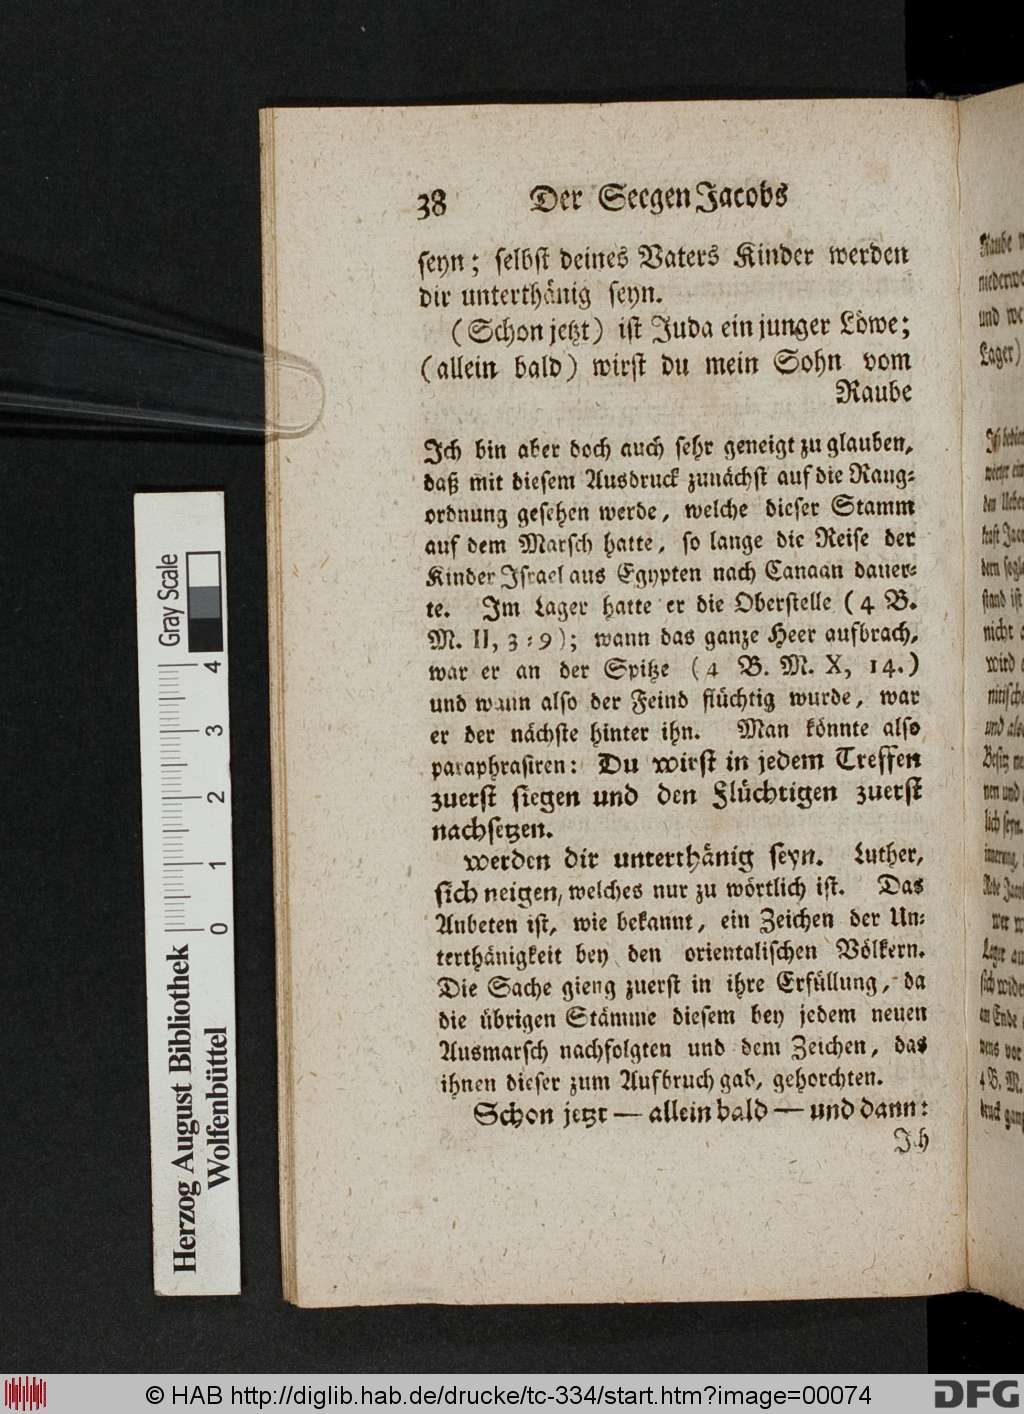 38 Der Seegen Jacobs
seyn; selbst deines Vaters Kinder werden
dir unterthänig seyn.
(Schon jetzt) ist Juda ein junger Löwe;
(allein bald) wirst du mein Sohn vom
Raube
Ich bin aber doch auch sehr geneigt zu glauben,
daß mit diesem Ausdruck zunächst auf die Rang-
ordnung gesehen werde, welche dieser Stamm
auf dem Marsch hatte, so lange die Reise der
Kinder Israel aus Egypten nach Canaan dauer-
te. Im Lager hatte er die Oberstelle (4 B.
M. II, 3-9); wann das ganze Heer aufbrach,
war er an der Spitze (4 B. M. X, 14.)
und wann also der Feind flüchtig wurde, war
er der nächste hinter ihn. Man könnte also
paraphrasiren: Du wirst in jedem Treffen
zuerst siegen und den Flüchtigen zuerst
nachsetzen.
werden dir unterthänig seyn. Luther,
sich neigen, welches nur zu wörtlich ist. Das
Anbeten ist, wie bekannt, ein Zeichen der Un-
terthänigkeit bey den orientalischen Völkern.
Die Sache gieng zuerst in ihre Erfüllung, da
die übrigen Stämme diesem bey jedem neuen
Ausmarsch nachfolgten und dem Zeichen, das
ihnen dieser zum Aufbruch gab, gehorchten.
Schon jetzt — allein bald — und dann:
Gray Scale
4 3 2 1 0
Herzog August Bibliothek
Wolfenbüttel
niederwe
Lager)
nicht
wird
Lager
am Ende
4 B. M.
© HAB http://diglib.hab.de/drucke/tc-334/start.htm?image=00074
DFG